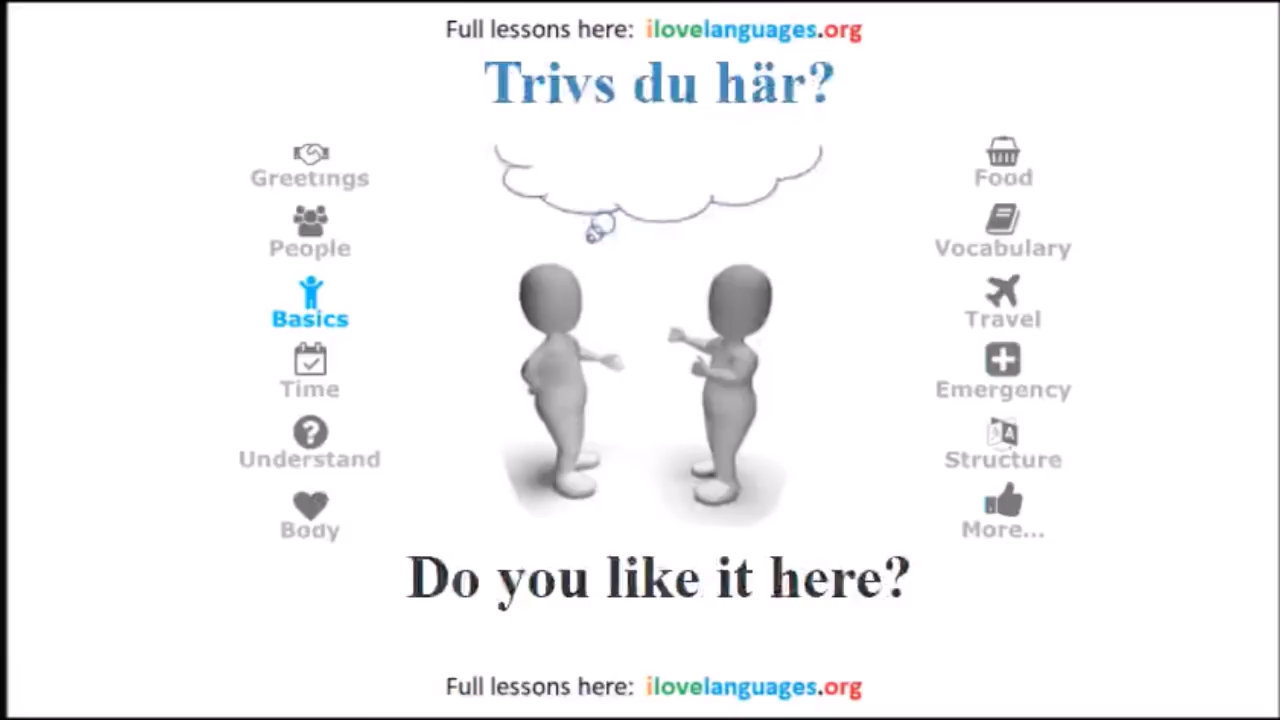 Full lessons here: ilovelanguages.org
Trivs du här?
Greetings
People
Basics
Time
Understand
Body
Food
Vocabulary
Travel
Emergency
Structure
More...
Do you like it here?
Full lessons here: ilovelanguages.org